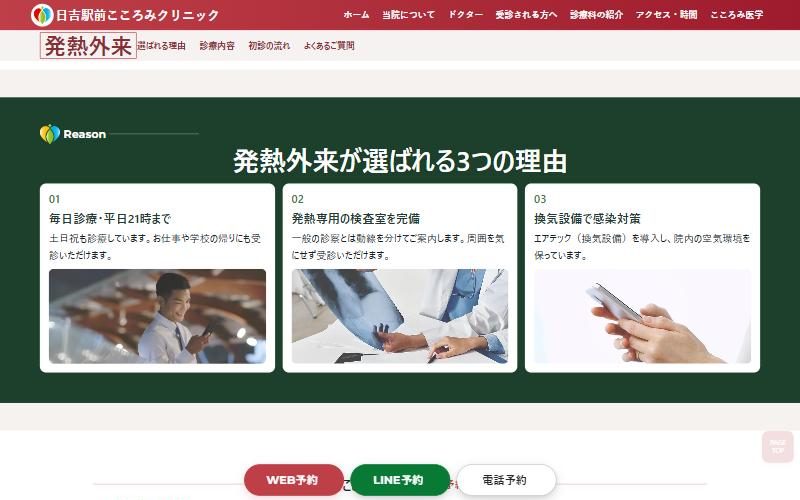 日吉駅前こころみクリニック
ホーム 当院について ドクター 受診される方へ 診療科の紹介 アクセス・時間 こころみ医学
発熱外来 選ばれる理由 診療内容 初診の流れ よくあるご質問
Reason
発熱外来が選ばれる3つの理由
01
毎日診療･平日21時まで
土日祝も診療しています。お仕事や学校の帰りにも受
診いただけます。
02
発熱専用の検査室を完備
一般の診察とは動線を分けてご案内します。周囲を気
にせず受診いただけます。
03
換気設備で感染対策
エアテック（換気設備）を導入し、院内の空気環境を
保っています。
PAGE
TOP
WEB予約 LINE予約 電話予約